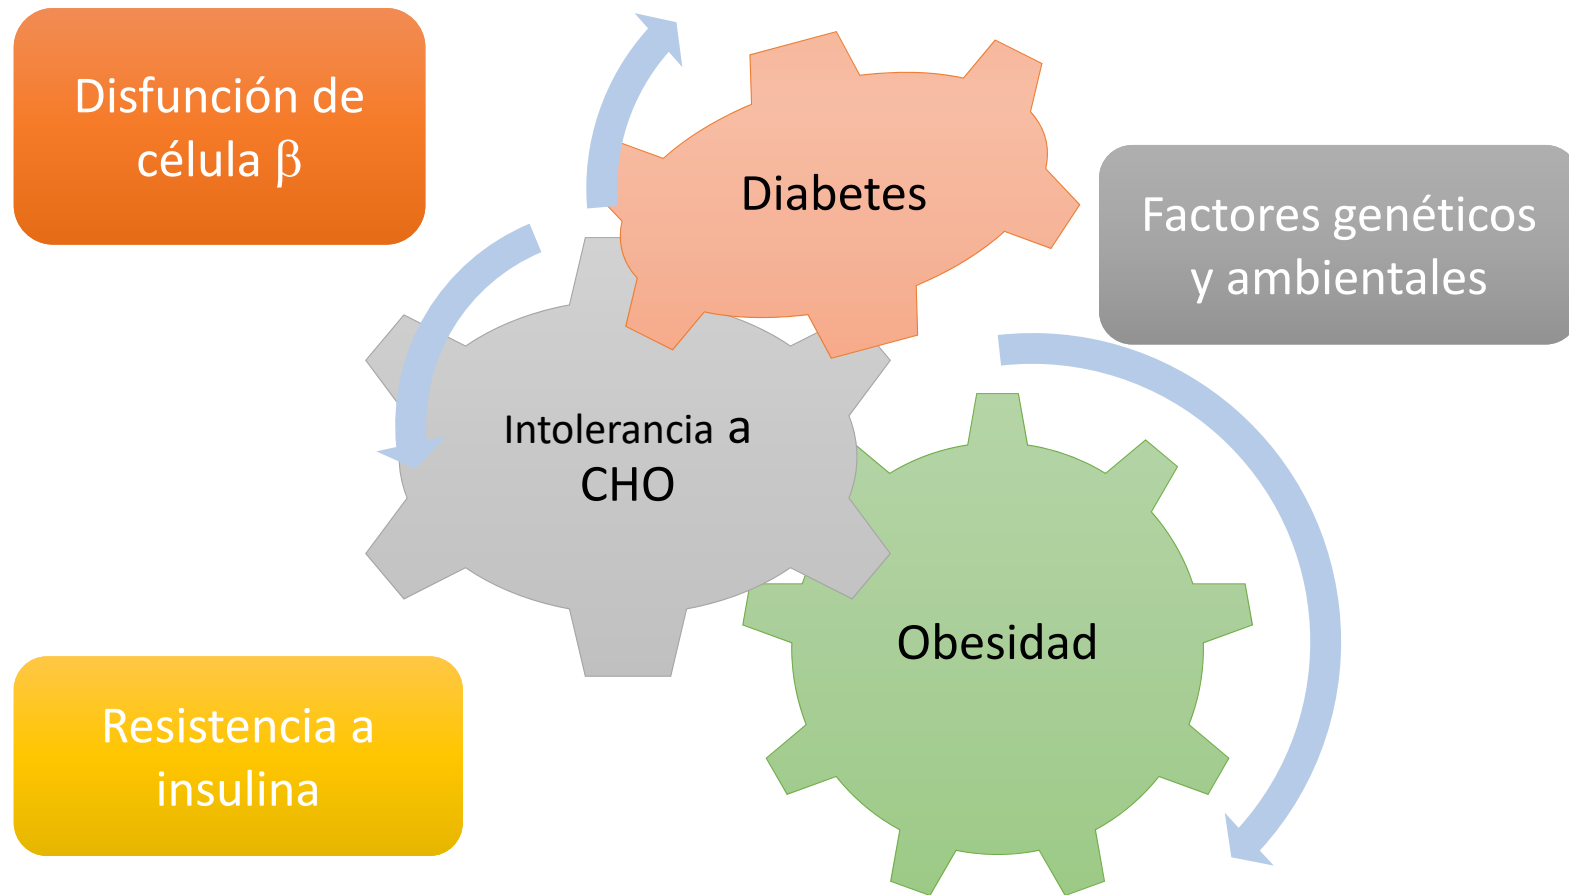 Disfunción de
célula β
Diabetes
Factores genéticos
y ambientales
Intolerancia a
CHO
Obesidad
Resistencia a
insulina